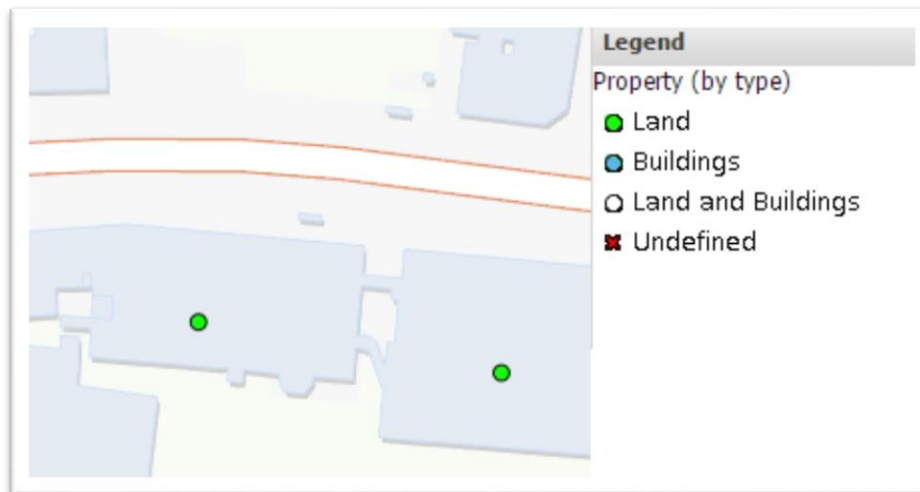 Legend
Property (by type)
Land
Buildings
Land and Buildings
Undefined